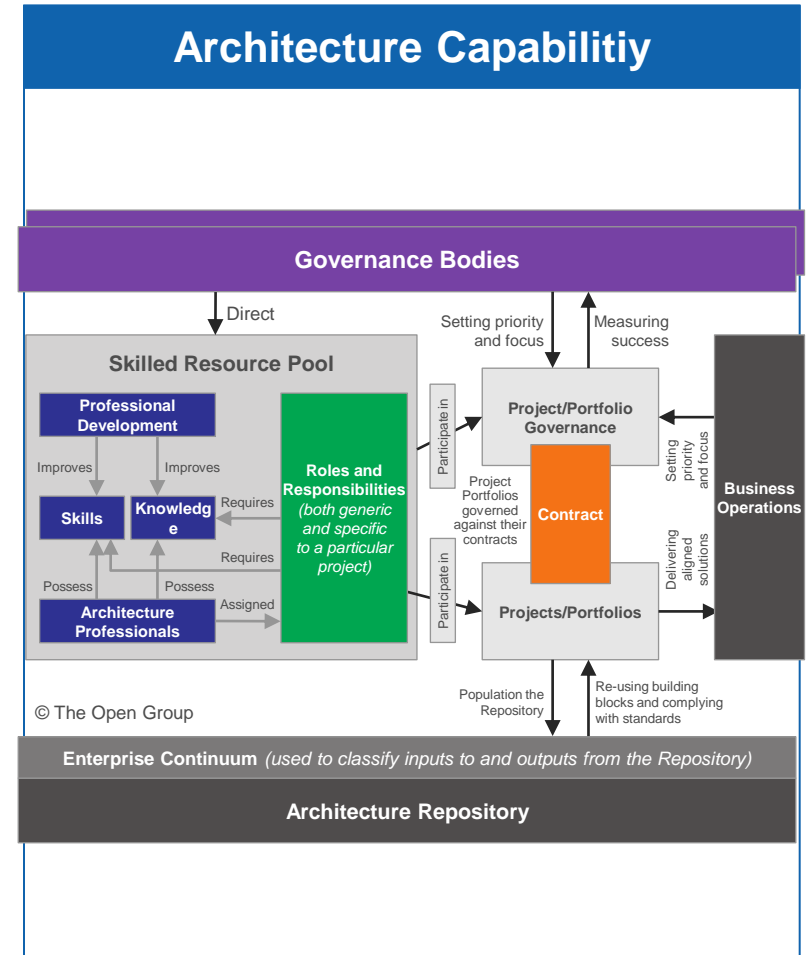 Architecture Capabilitiy
Governance Bodies
Direct
Setting priority
and focus
Measuring
success
Skilled Resource Pool
Professional
Development
Improves
Improves
Skills
Knowledg
e
Requires
Requires
Possess
Possess
Architecture
Professionals
Assigned
Roles and
Responsibilities
(both generic
and specific
to a particular
project)
Participate in
Participate in
Project/Portfolio
Governance
Project
Portfolios
governed
against their
contracts
Contract
Projects/Portfolios
Setting
priority
and focus
Delivering
aligned
solutions
Business
Operations
Population the
Repository
Re-using building
blocks and complying
with standards
© The Open Group
Enterprise Continuum (used to classify inputs to and outputs from the Repository)
Architecture Repository